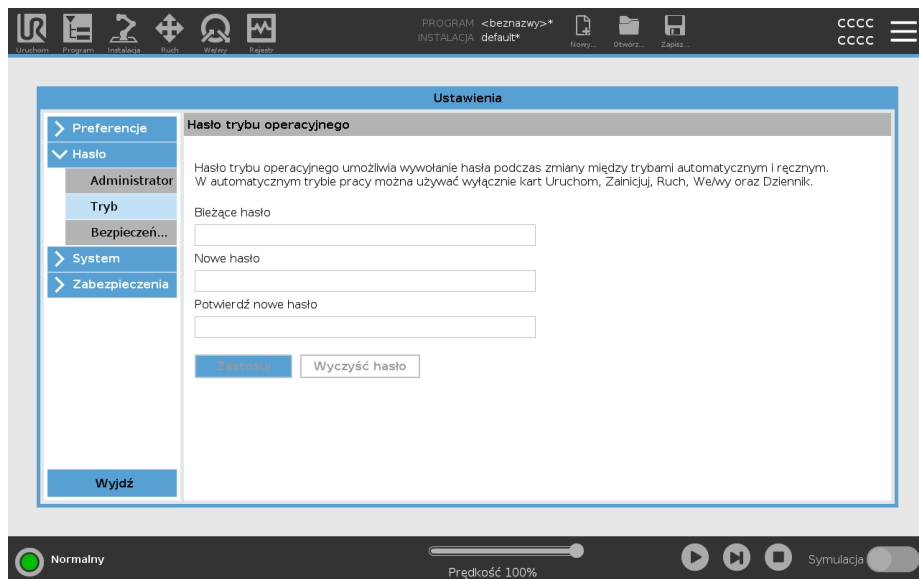 UR
PROGRAM <beznazwy>*
INSTALACJA default*
cccc
cccc
Uruchom Program Instalacja Ruch We/wy Rejestr
Nowy... Otwórz... Zapisz...
Ustawienia
Preferencje
Hasło
Administrator
Tryb
Bezpieczeń...
System
Zabezpieczenia
Wyjdź
Hasło trybu operacyjnego
Hasło trybu operacyjnego umożliwia wywołanie hasła podczas zmiany między trybami automatycznym i ręcznym.
W automatycznym trybie pracy można używać wyłącznie kart Uruchom, Zainicjuj, Ruch, We/wy oraz Dziennik.
Bieżące hasło
Nowe hasło
Potwierdź nowe hasło
Zastosuj Wyczyść hasło
Normalny
Prędkość 100%
Symulacja